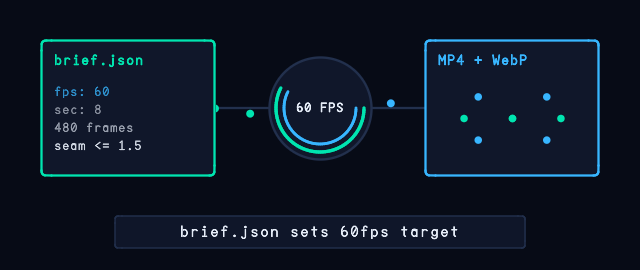 brief.json
fps: 60
sec: 8
480 frames
seam <= 1.5
60 FPS
MP4 + WebP
brief.json sets 60fps target